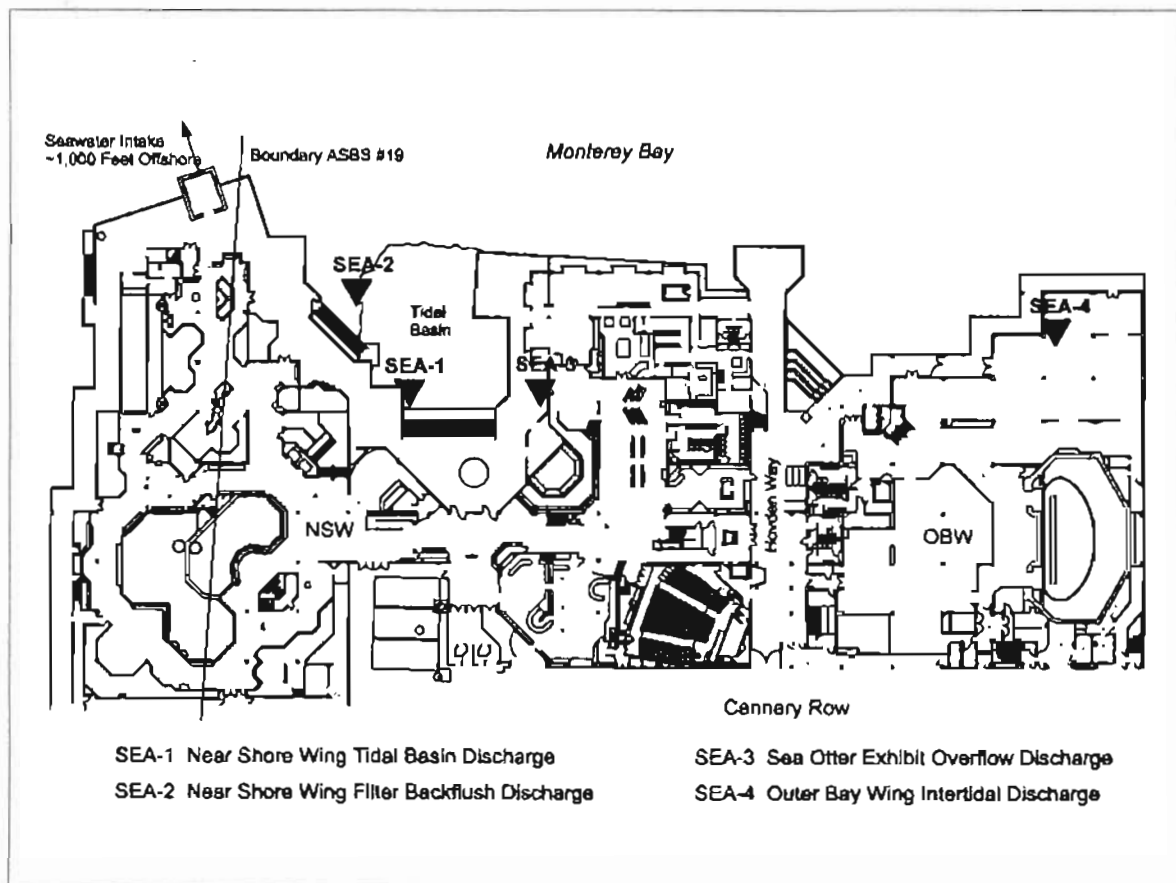 Seawater Intake
~1,000 Feet Offshore
Boundary ASBS #19
Monterey Bay
SEA-2
SEA-4
Tidal
Basin
SEA-1
SEA-3
NSW
Hovden Way
OBW
Cannery Row
SEA-1 Near Shore Wing Tidal Basin Discharge
SEA-2 Near Shore Wing Filter Backflush Discharge
SEA-3 Sea Otter Exhibit Overflow Discharge
SEA-4 Outer Bay Wing Intertidal Discharge